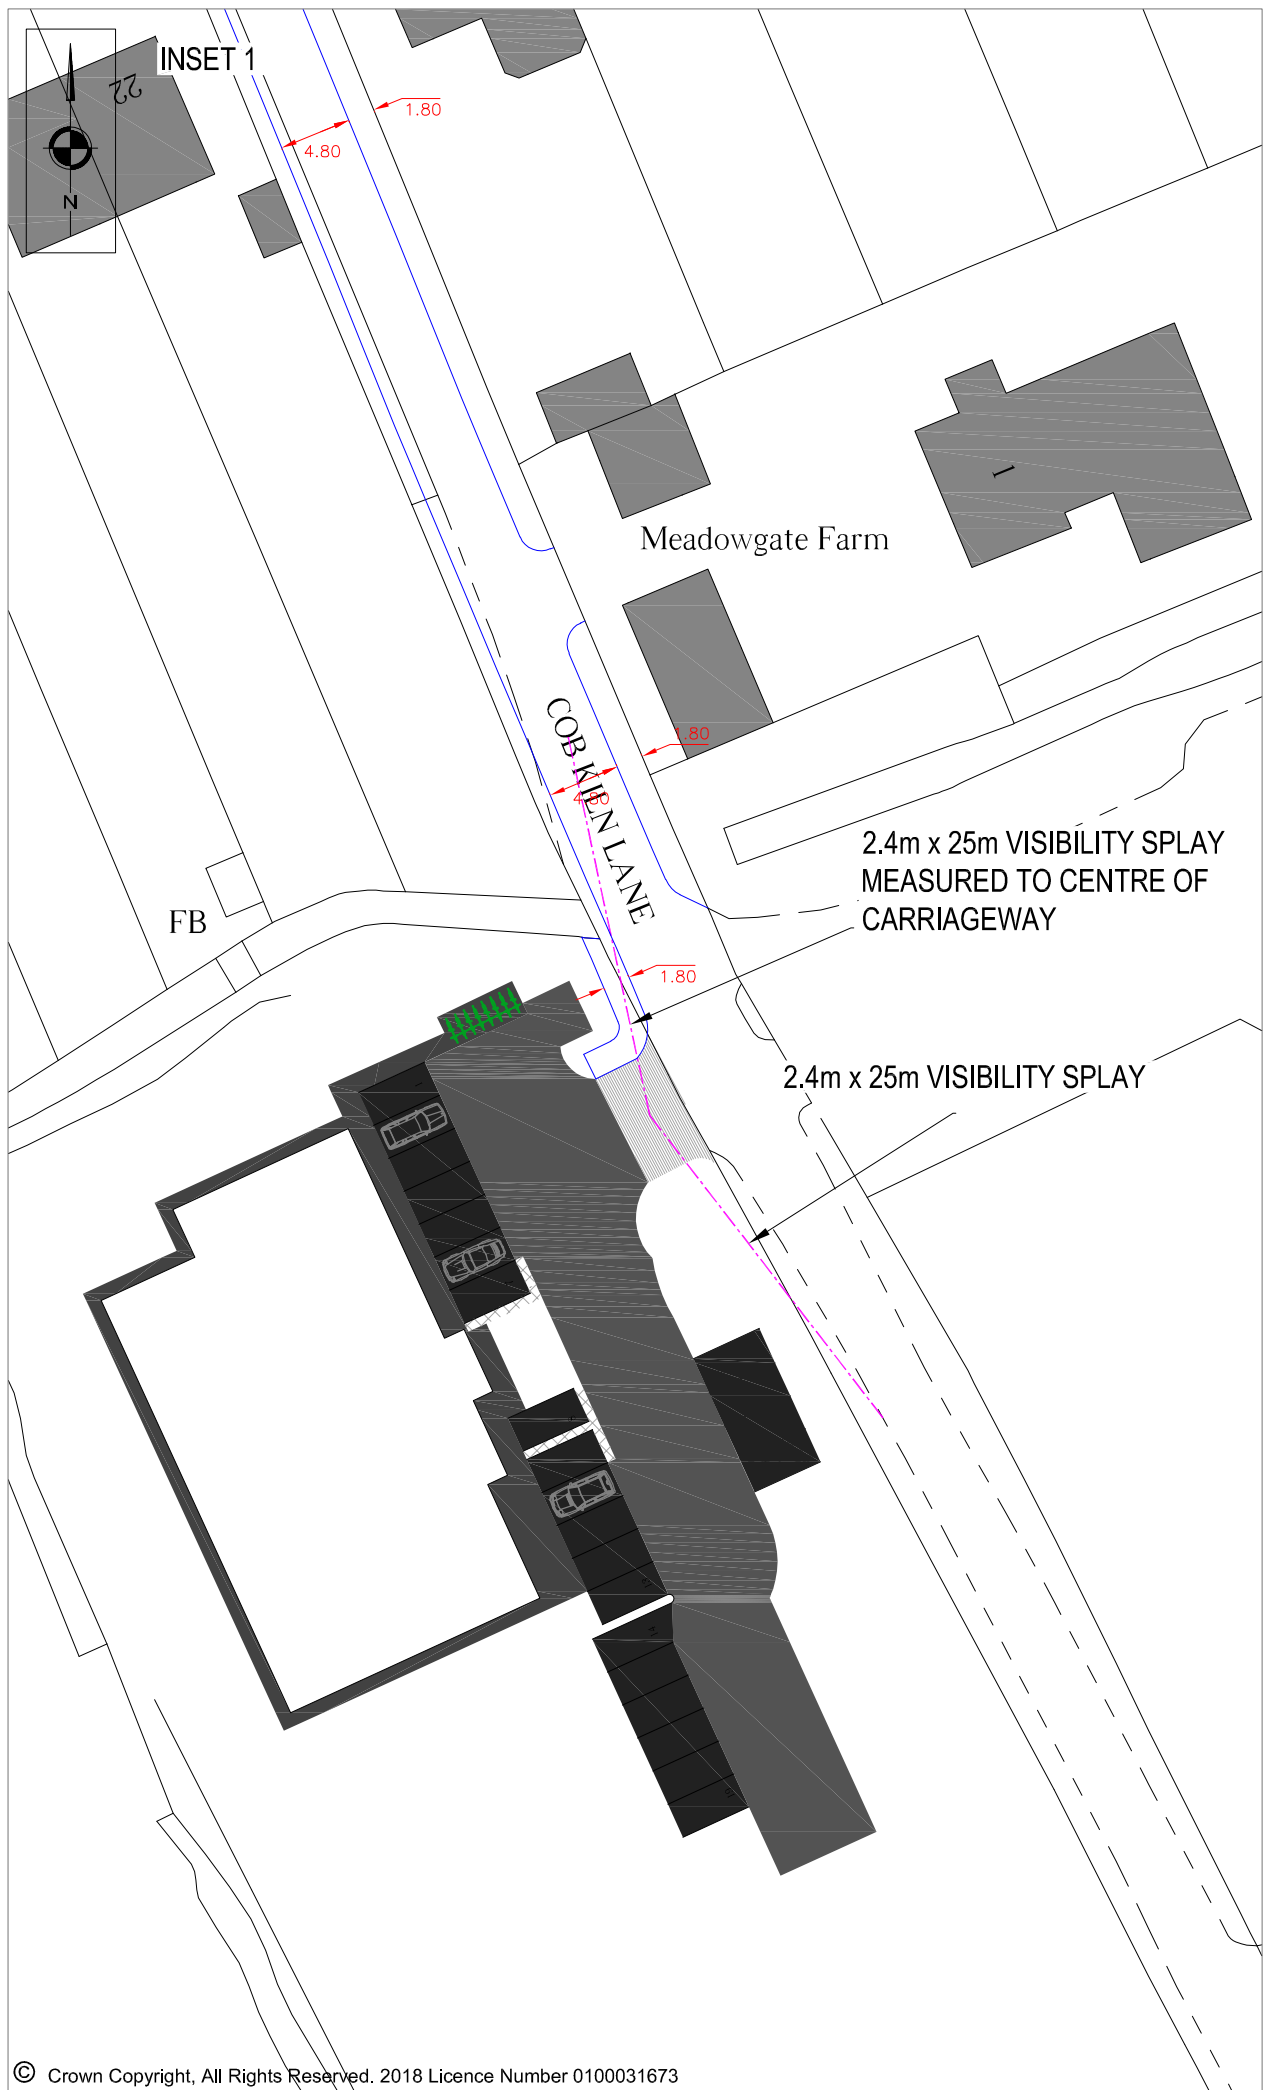 INSET 1
22
N
1.80
4.80
1
Meadowgate Farm
1.80
4.80
COB KILN LANE
2.4m x 25m VISIBILITY SPLAY
MEASURED TO CENTRE OF
CARRIAGEWAY
FB
1.80
2.4m x 25m VISIBILITY SPLAY
14
© Crown Copyright, All Rights Reserved. 2018 Licence Number 0100031673